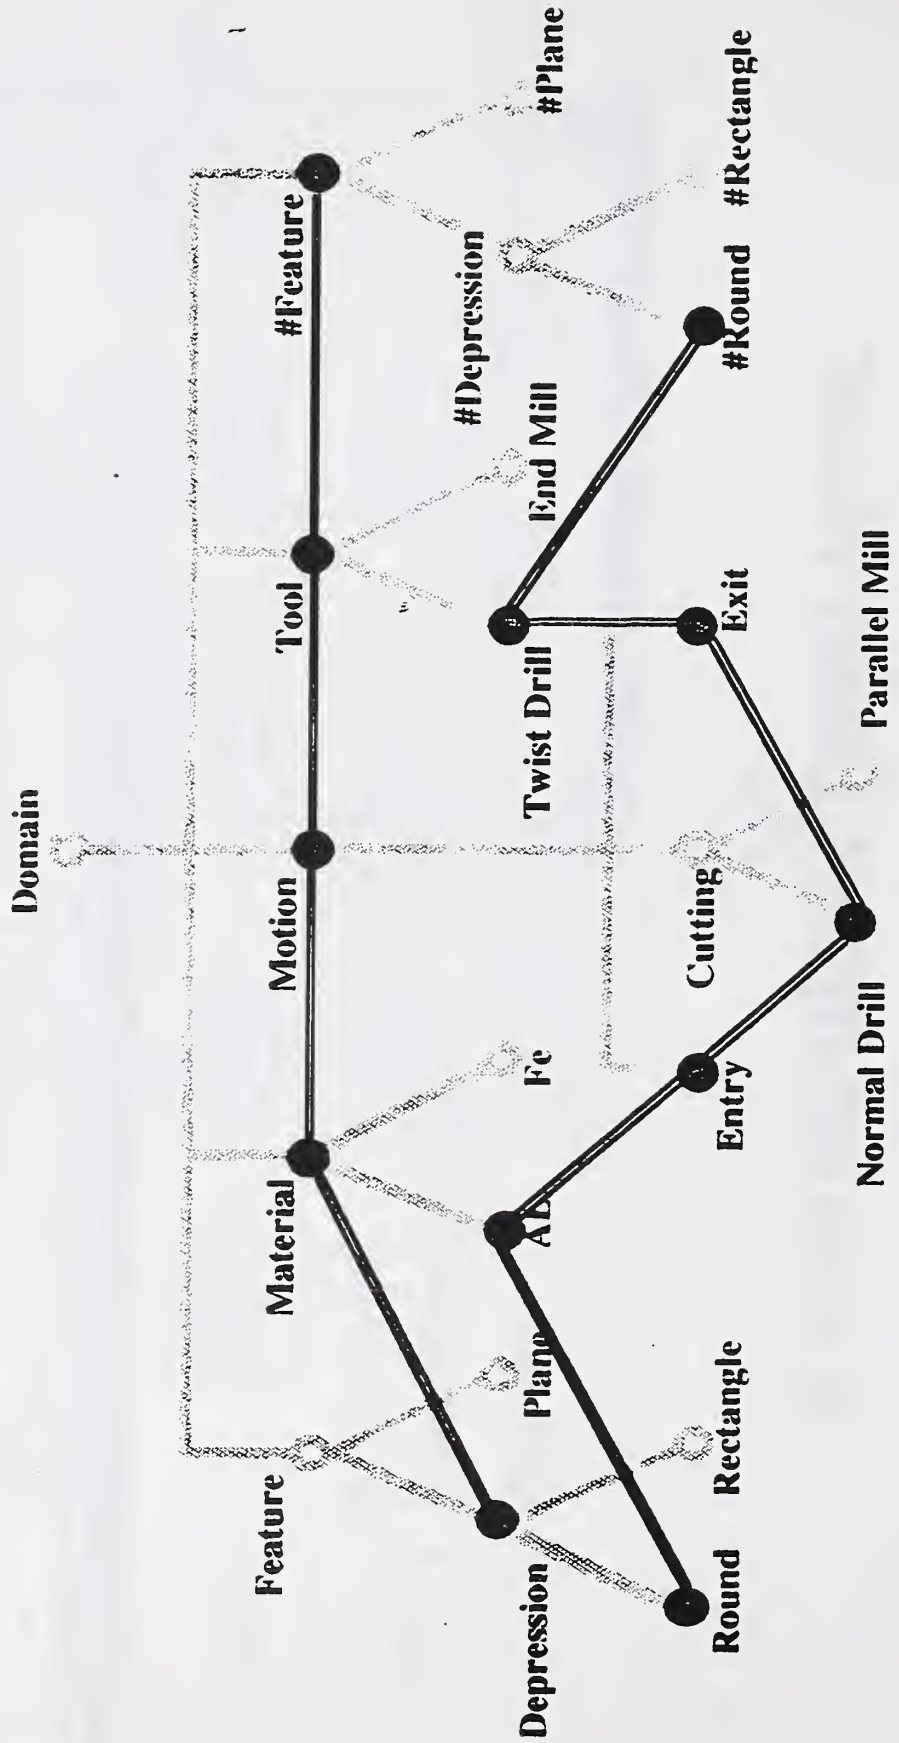 Domain
Feature
Material
Motion
Tool
#Feature
Depression
Plane
Fe
Twist Drill
End Mill
#Depression
#Plane
Round
Rectangle
Entry
Cutting
Exit
#Round
#Rectangle
Normal Drill
Parallel Mill